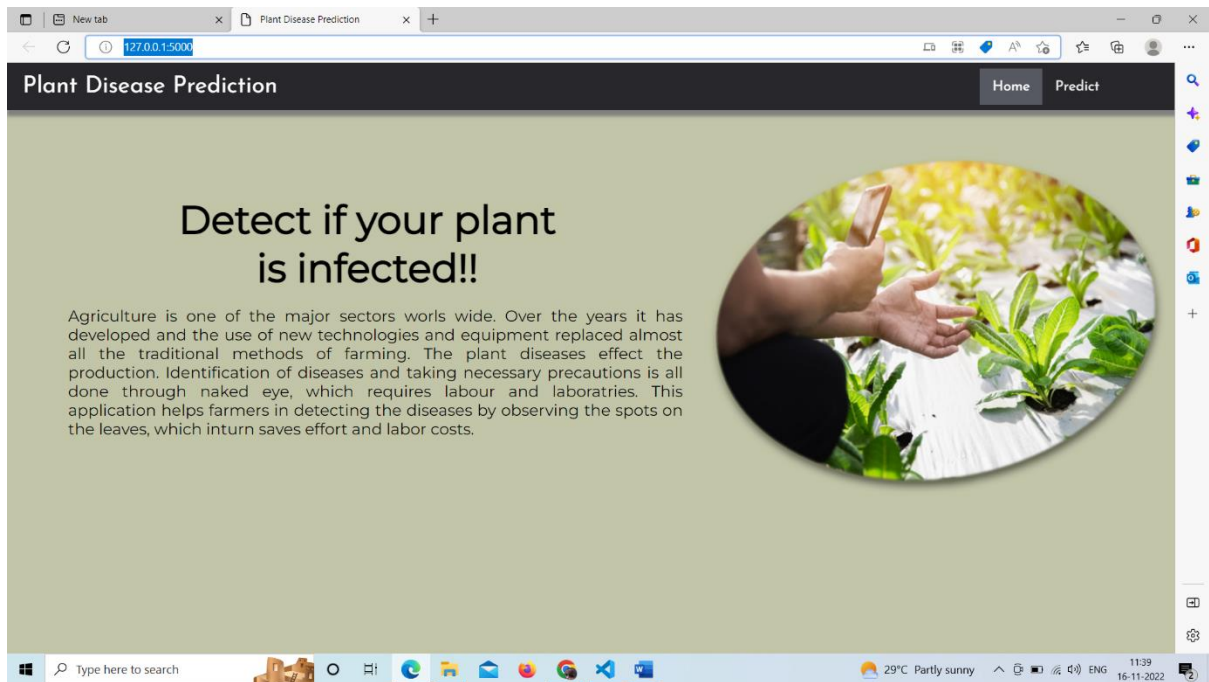 New tab
Plant Disease Prediction
127.0.0.1:5000
Plant Disease Prediction
Home Predict
Detect if your plant
is infected!!
Agriculture is one of the major sectors worls wide. Over the years it has
developed and the use of new technologies and equipment replaced almost
all the traditional methods of farming. The plant diseases effect the
production. Identification of diseases and taking necessary precautions is all
done through naked eye, which requires labour and laboratries. This
application helps farmers in detecting the diseases by observing the spots on
the leaves, which inturn saves effort and labor costs.
Type here to search
29°C Partly sunny
ENG
11:39
16-11-2022
2